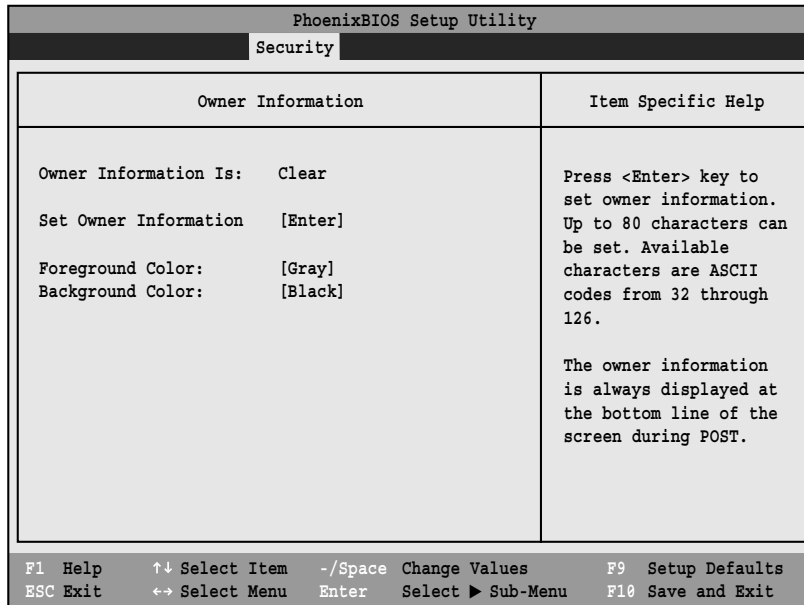 PhoenixBIOS Setup Utility
Security
Owner Information
Item Specific Help
Owner Information Is: Clear
Set Owner Information [Enter]
Foreground Color: [Gray]
Background Color: [Black]
Press <Enter> key to
set owner information.
Up to 80 characters can
be set. Available
characters are ASCII
codes from 32 through
126.
The owner information
is always displayed at
the bottom line of the
screen during POST.
F1 Help ↑↓ Select Item -/Space Change Values F9 Setup Defaults
ESC Exit ←→ Select Menu Enter Select ▶ Sub-Menu F10 Save and Exit